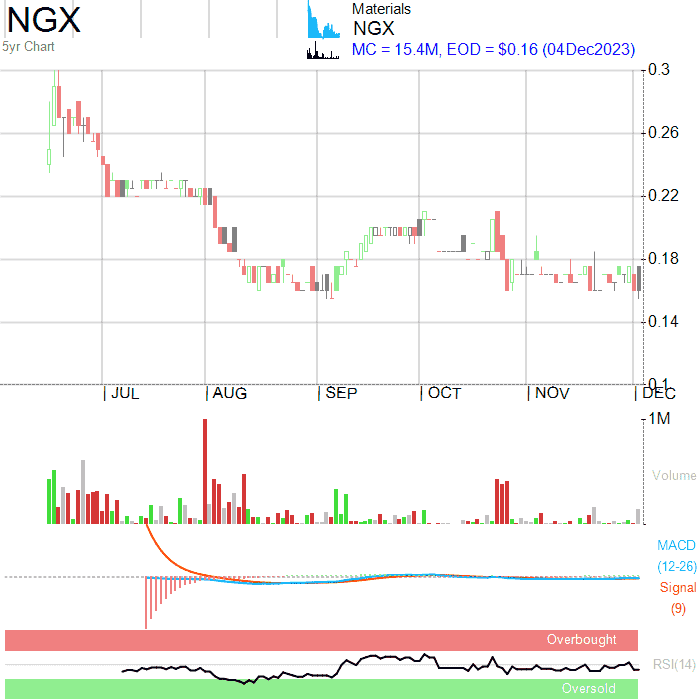 NGX
5yr Chart
Materials
NGX
MC = 15.4M, EOD = $0.16 (04Dec2023)
0.3
0.26
0.22
0.18
0.14
0.1
JUL AUG SEP OCT NOV DEC
1M
Volume
MACD
(12-26)
Signal
(9)
Overbought
RSI(14)
Oversold